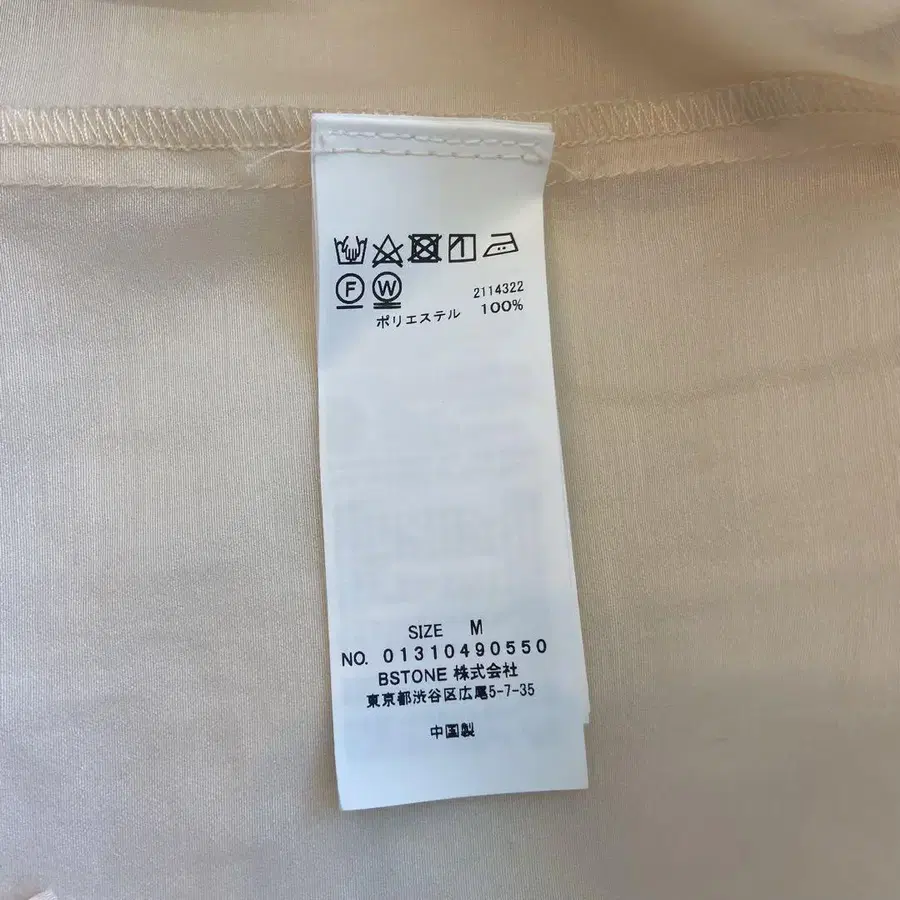 F W 2114322
ポリエステル 100%
SIZE M
NO. 01310490550
BSTONE 株式会社
東京都渋谷区広尾5-7-35
中国製